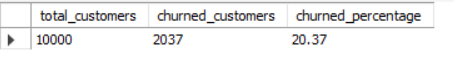 total_customers churned_customers churned_percentage
10000 2037 20.37